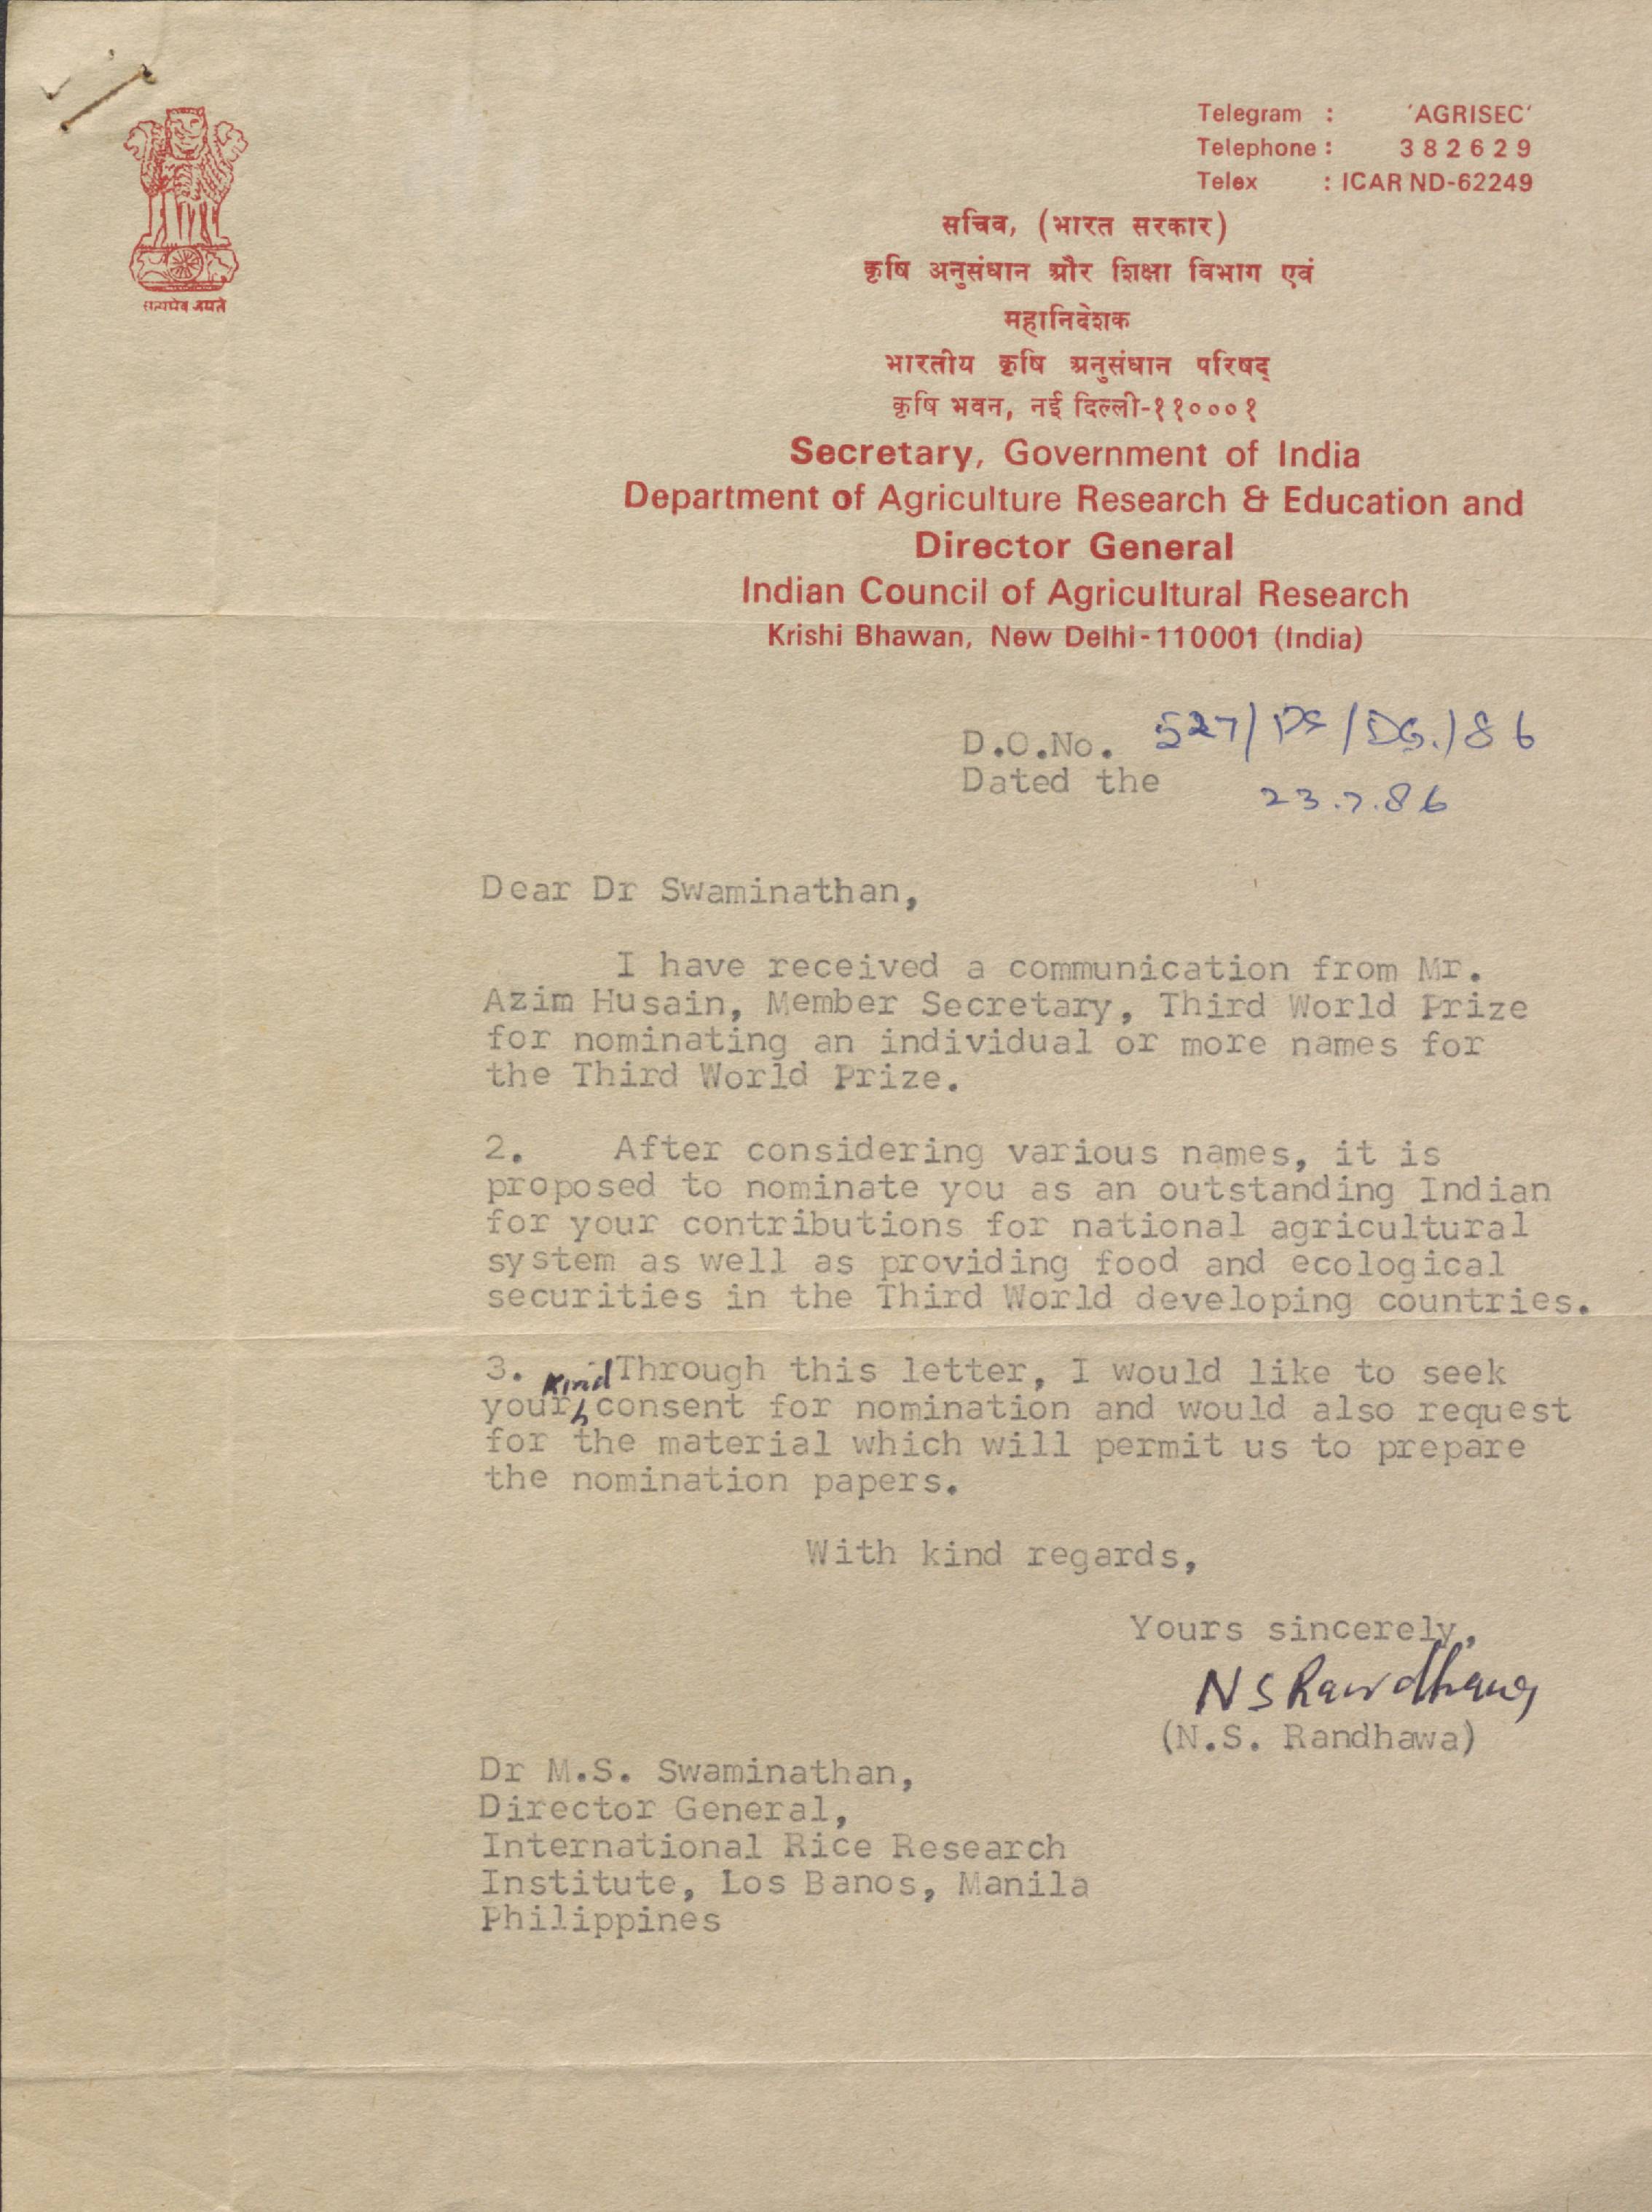 सत्यमेव जयते
Telegram : 'AGRISEC'
Telephone : 382629
Telex : ICAR ND-62249
सचिव, (भारत सरकार)
कृषि अनुसंधान और शिक्षा विभाग एवं
महानिदेशक
भारतीय कृषि अनुसंधान परिषद्
कृषि भवन, नई दिल्ली-११०००१
Secretary, Government of India
Department of Agriculture Research & Education and
Director General
Indian Council of Agricultural Research
Krishi Bhawan, New Delhi-110001 (India)
D.O.No. 527/PS/DG./86
Dated the 23.7.86
Dear Dr Swaminathan,
I have received a communication from Mr.
Azim Husain, Member Secretary, Third World Prize
for nominating an individual or more names for
the Third World Prize.
2. After considering various names, it is
proposed to nominate you as an outstanding Indian
for your contributions for national agricultural
system as well as providing food and ecological
securities in the Third World developing countries.
3. Through this letter, I would like to seek
your kind consent for nomination and would also request
for the material which will permit us to prepare
the nomination papers.
With kind regards,
Yours sincerely,
N S Randhawa
(N.S. Randhawa)
Dr M.S. Swaminathan,
Director General,
International Rice Research
Institute, Los Banos, Manila
Philippines